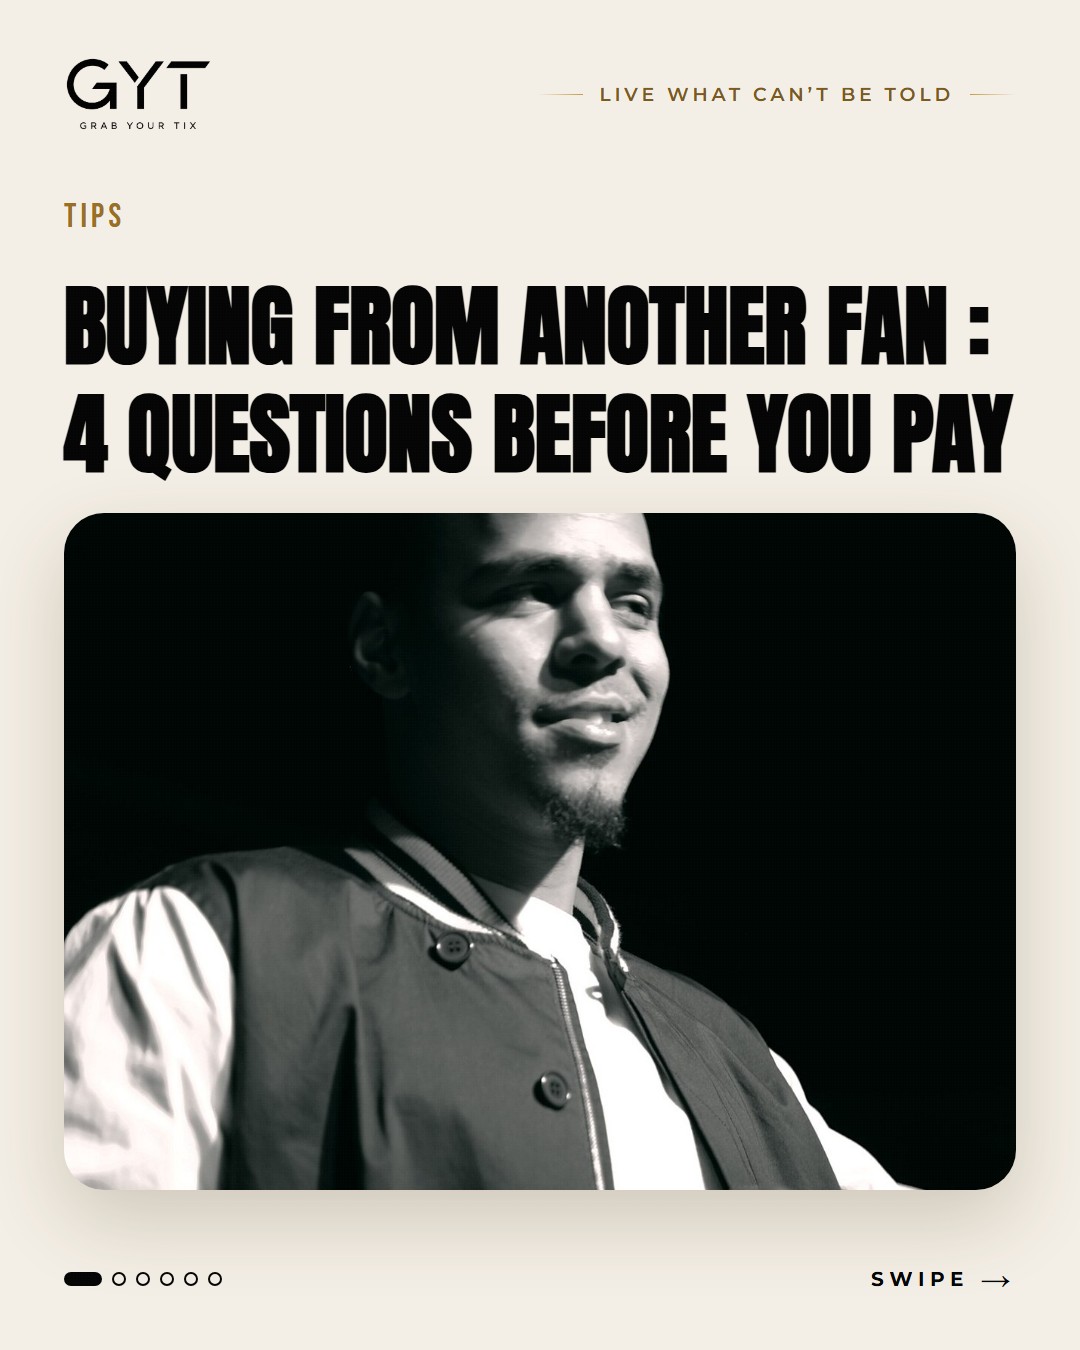 GYT
GRAB YOUR TIX
LIVE WHAT CAN’T BE TOLD
TIPS
BUYING FROM ANOTHER FAN :
4 QUESTIONS BEFORE YOU PAY
SWIPE →